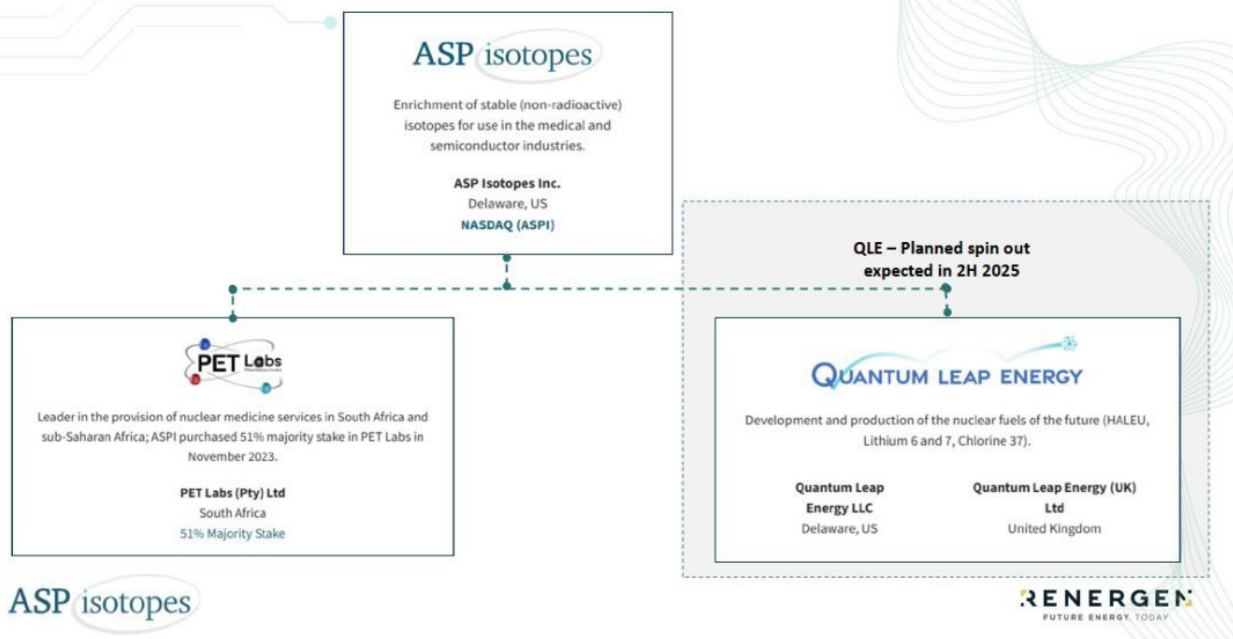 ASP isotopes
Enrichment of stable (non-radioactive)
isotopes for use in the medical and
semiconductor industries.
ASP Isotopes Inc.
Delaware, US
NASDAQ (ASPI)
QLE – Planned spin out
expected in 2H 2025
PET Labs
Leader in the provision of nuclear medicine services in South Africa and
sub-Saharan Africa; ASPI purchased 51% majority stake in PET Labs in
November 2023.
PET Labs (Pty) Ltd
South Africa
51% Majority Stake
QUANTUM LEAP ENERGY
Development and production of the nuclear fuels of the future (HALEU,
Lithium 6 and 7, Chlorine 37).
Quantum Leap
Energy LLC
Delaware, US
Quantum Leap Energy (UK)
Ltd
United Kingdom
ASP isotopes
RENERGEN
FUTURE ENERGY, TODAY